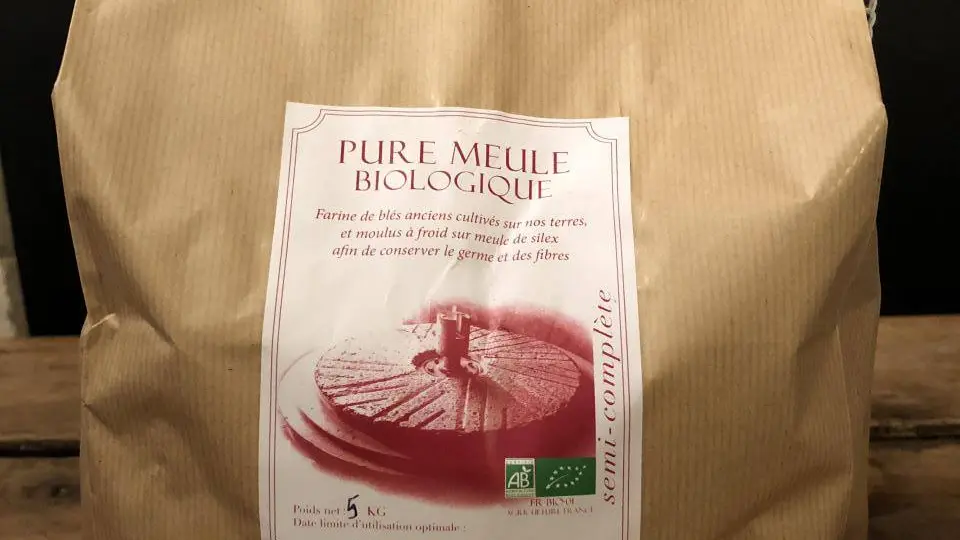 PURE MEULE
BIOLOGIQUE
Farine de blés anciens cultivés sur nos terres,
et moulus à froid sur meule de silex
afin de conserver le germe et des fibres
semi-complète
AB
FR-BIO-01
AGRICULTURE FRANCE
Poids net : 5 KG
Date limite d'utilisation optimale :